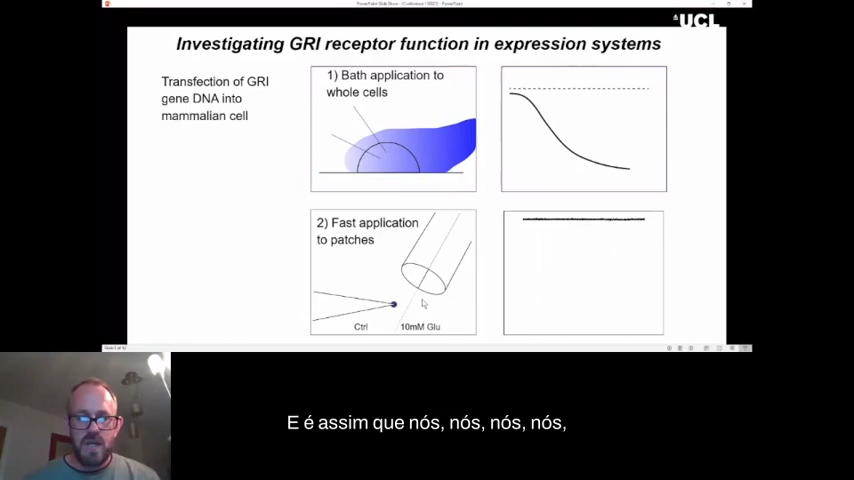 UCL
Investigating GRI receptor function in expression systems
Transfection of GRI
gene DNA into
mammalian cell
1) Bath application to
whole cells
2) Fast application
to patches
Ctrl
10mM Glu
E é assim que nós, nós, nós, nós,